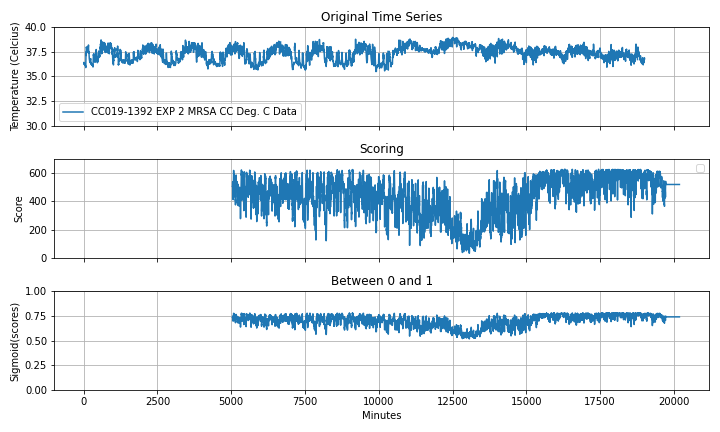 Original Time Series
Temperature (Celcius)
40.0
37.5
35.0
32.5
30.0
CC019-1392 EXP 2 MRSA CC Deg. C Data
Scoring
Score
600
400
200
0
Between 0 and 1
Sigmoid(scores)
1.00
0.75
0.50
0.25
0.00
0 2500 5000 7500 10000 12500 15000 17500 20000
Minutes